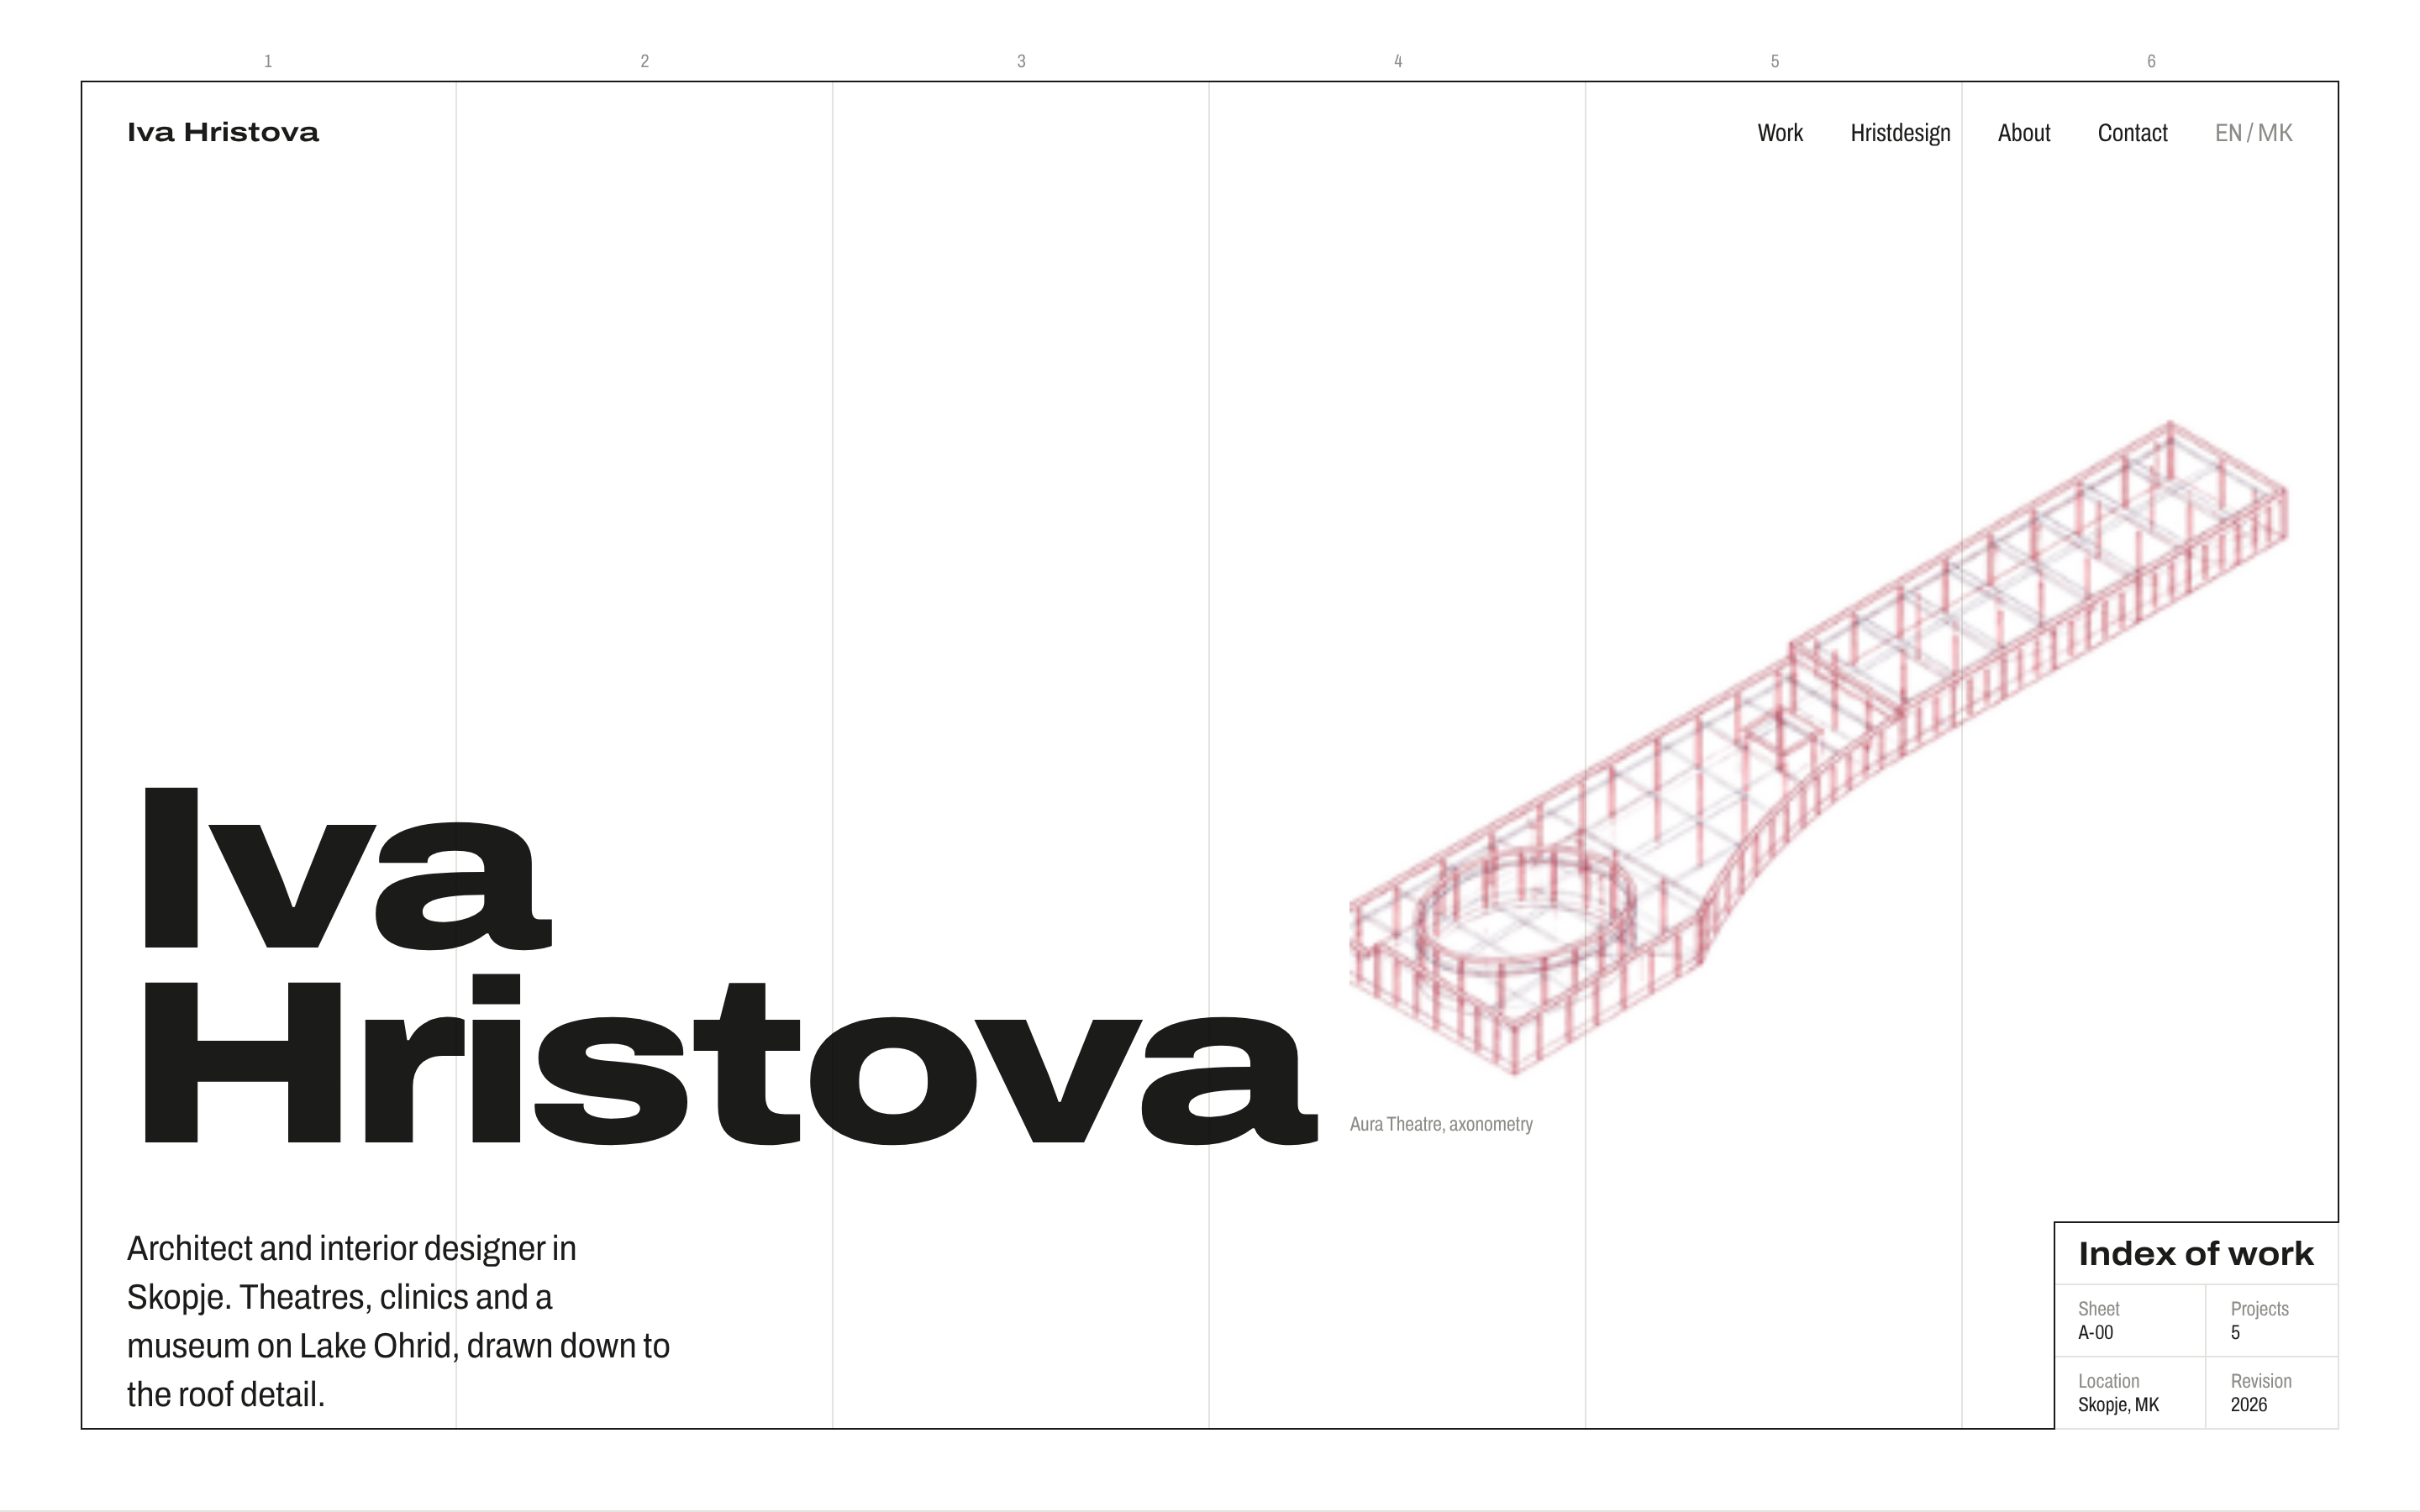 1 2 3 4 5 6
Iva Hristova
Work Hristdesign About Contact EN / MK
Iva
Hristova
Aura Theatre, axonometry
Architect and interior designer in
Skopje. Theatres, clinics and a
museum on Lake Ohrid, drawn down to
the roof detail.
Index of work
Sheet
A-00
Projects
5
Location
Skopje, MK
Revision
2026